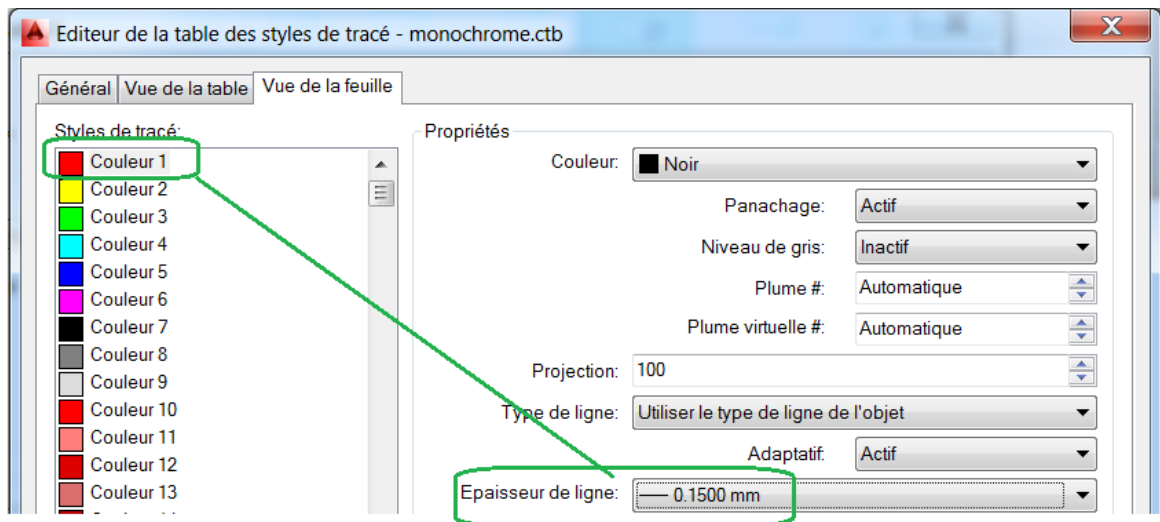 Editeur de la table des styles de tracé - monochrome.ctb
Général Vue de la table Vue de la feuille
Styles de tracé:
Couleur 1
Couleur 2
Couleur 3
Couleur 4
Couleur 5
Couleur 6
Couleur 7
Couleur 8
Couleur 9
Couleur 10
Couleur 11
Couleur 12
Couleur 13
Propriétés
Couleur: Noir
Panachage: Actif
Niveau de gris: Inactif
Plume #: Automatique
Plume virtuelle #: Automatique
Projection: 100
Type de ligne: Utiliser le type de ligne de l'objet
Adaptatif: Actif
Epaisseur de ligne: 0.1500 mm